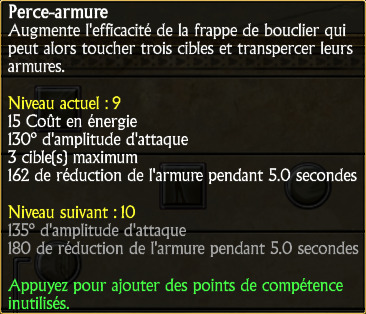 Perce-armure
Augmente l'efficacité de la frappe de bouclier qui
peut alors toucher trois cibles et transpercer leurs
armures.
Niveau actuel : 9
15 Coût en énergie
130° d'amplitude d'attaque
3 cible(s) maximum
162 de réduction de l'armure pendant 5.0 secondes
Niveau suivant : 10
135° d'amplitude d'attaque
180 de réduction de l'armure pendant 5.0 secondes
Appuyez pour ajouter des points de compétence
inutilisés.